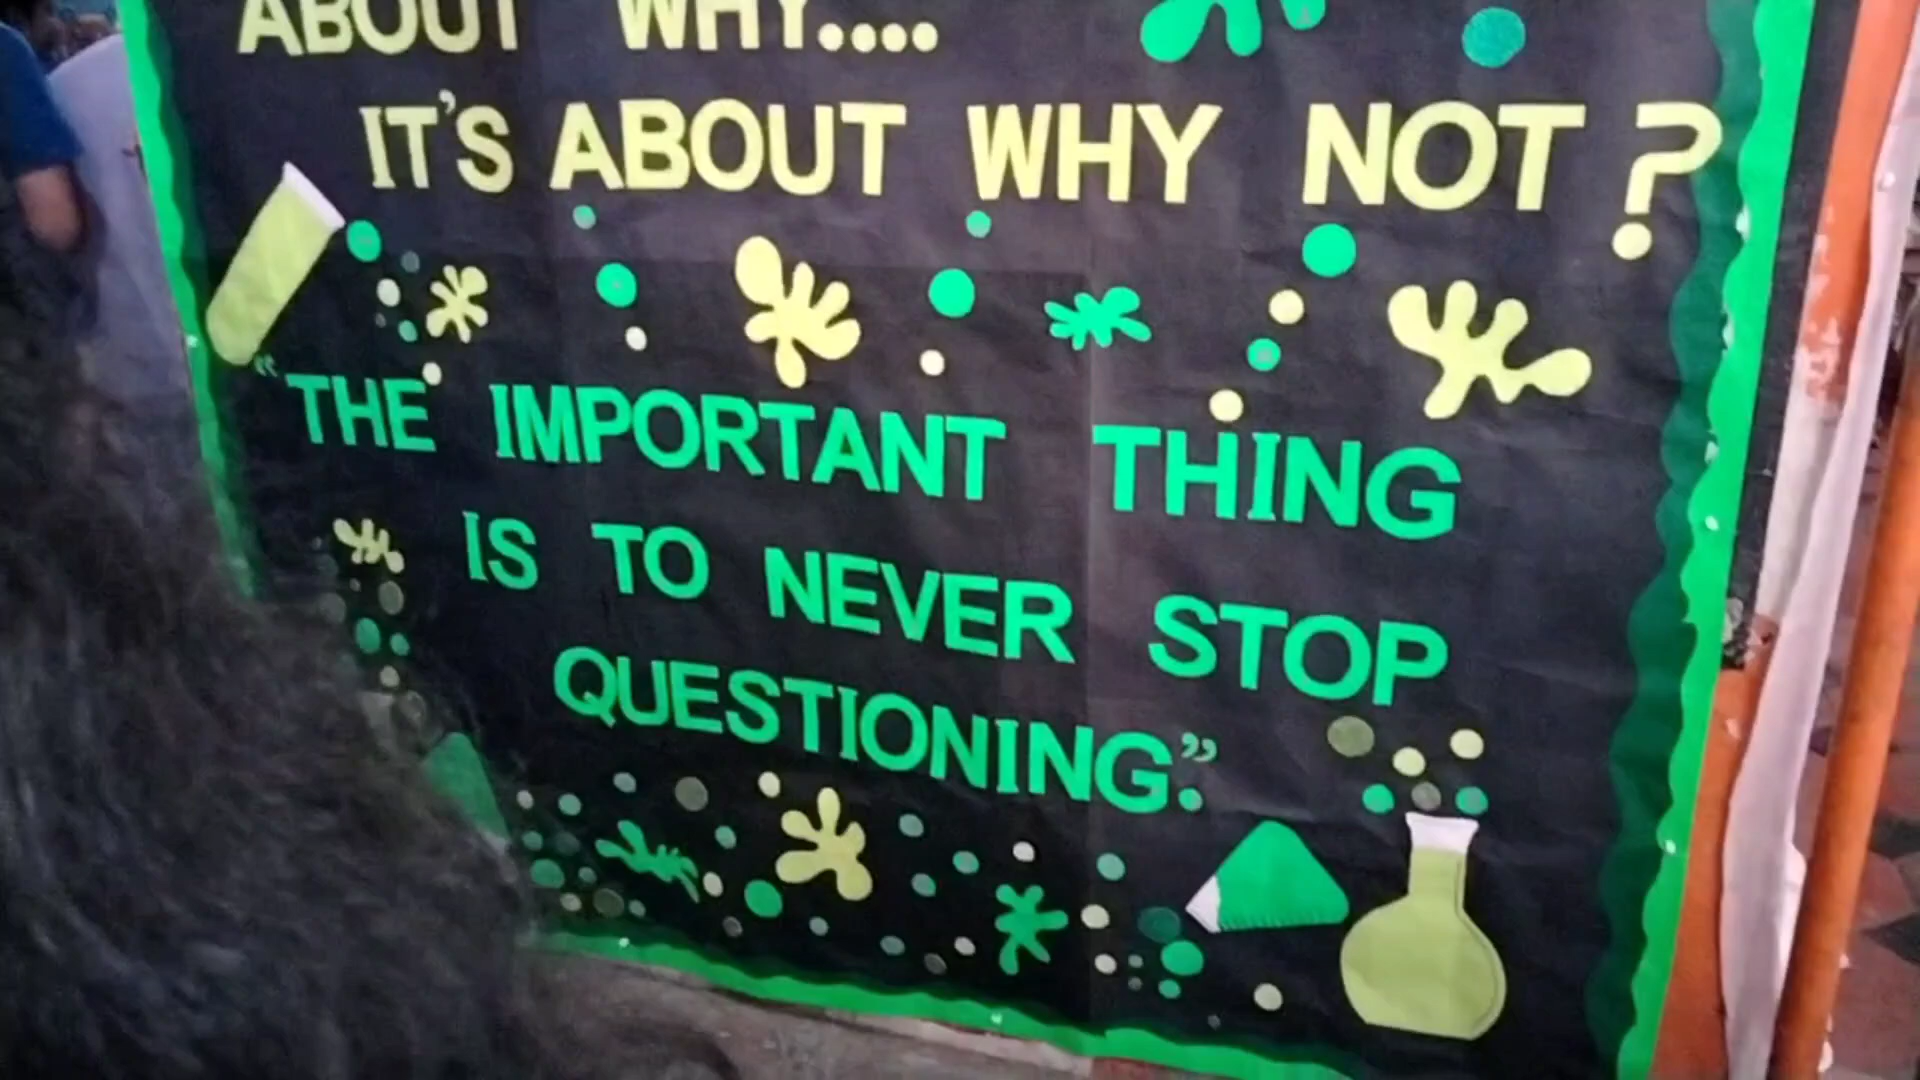 ABOUT WHY....
IT'S ABOUT WHY NOT ?
"THE IMPORTANT THING
IS TO NEVER STOP
QUESTIONING."